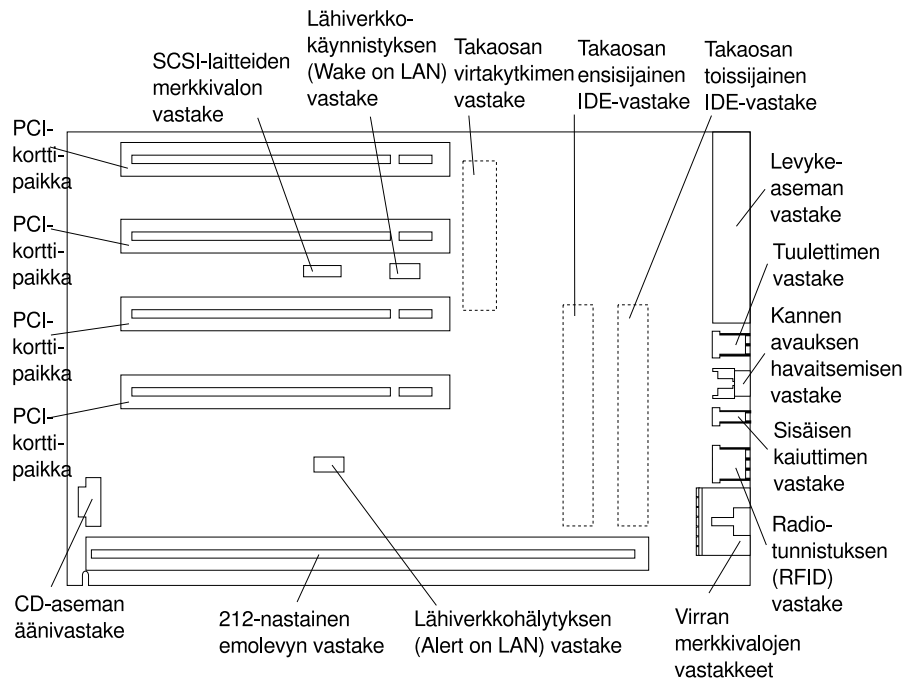 Lähiverkko-
käynnistyksen
(Wake on LAN)
vastake
SCSI-laitteiden
merkkivalon
vastake
Takaosan
virtakytkimen
vastake
Takaosan
ensisijainen
IDE-vastake
Takaosan
toissijainen
IDE-vastake
PCI-
kortti-
paikka
PCI-
kortti-
paikka
PCI-
kortti-
paikka
PCI-
kortti-
paikka
Levyke-
aseman
vastake
Tuulettimen
vastake
Kannen
avauksen
havaitsemisen
vastake
Sisäisen
kaiuttimen
vastake
Radio-
tunnistuksen
(RFID)
vastake
CD-aseman
äänivastake
212-nastainen
emolevyn vastake
Lähiverkkohälytyksen
(Alert on LAN) vastake
Virran
merkkivalojen
vastakkeet